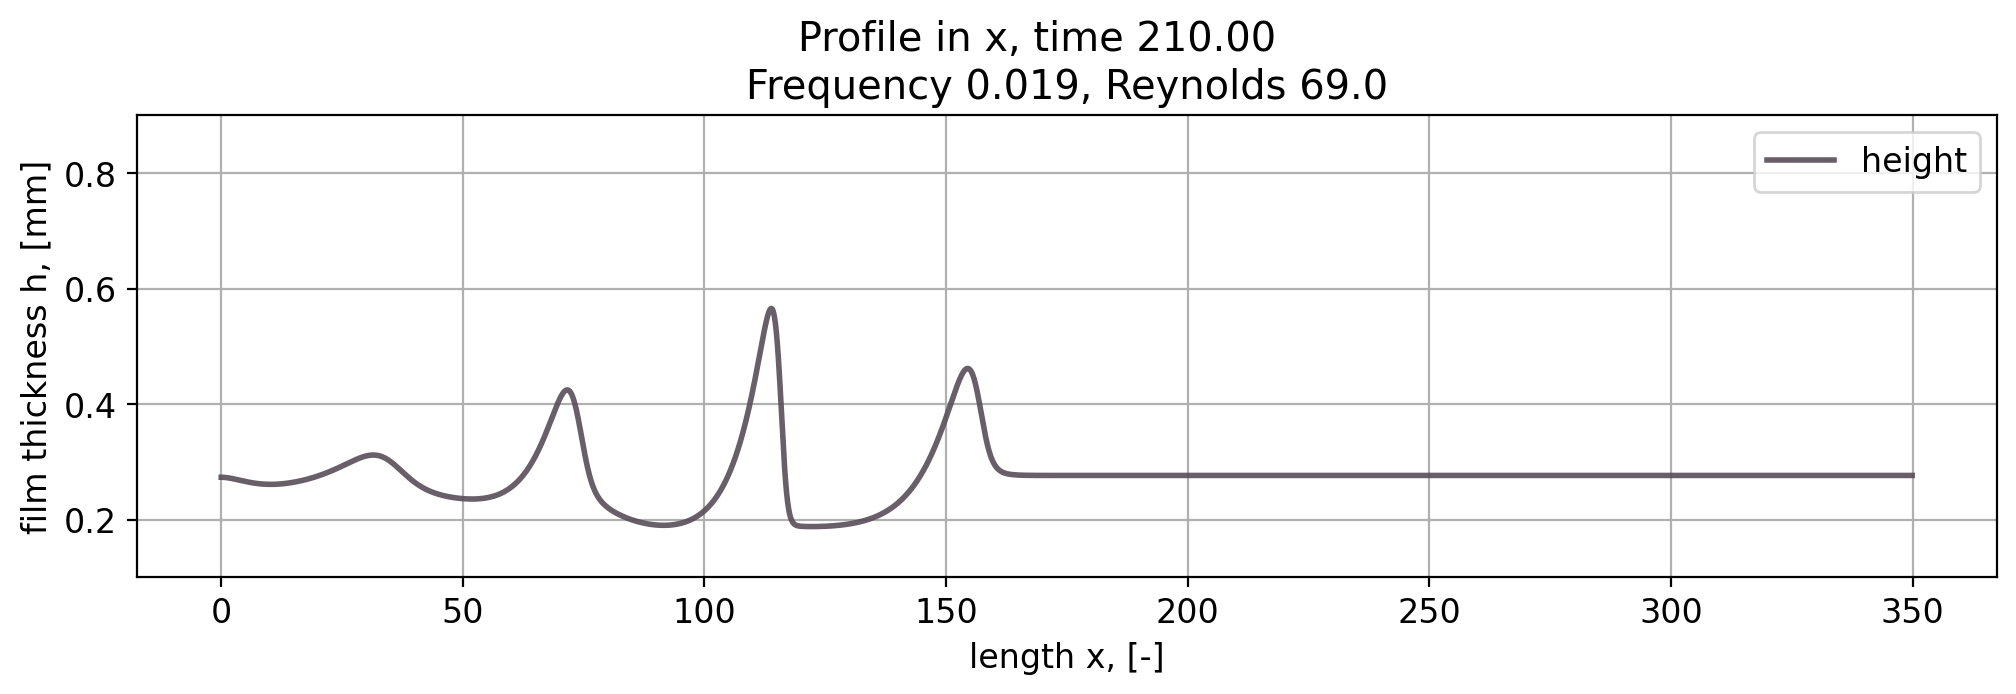 Profile in x, time 210.00
Frequency 0.019, Reynolds 69.0
height
film thickness h, [mm]
0.8
0.6
0.4
0.2
0 50 100 150 200 250 300 350
length x, [-]